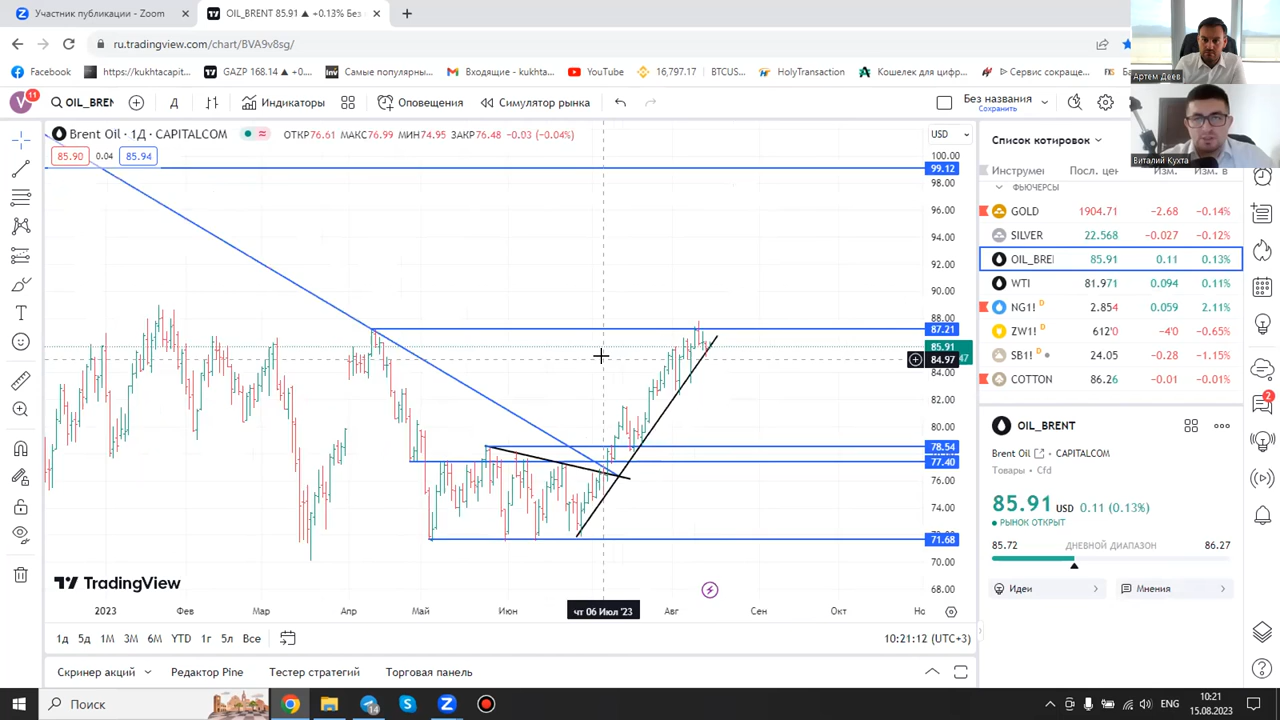 Участник публикации - Zoom
OIL_BRENT 85.91 ▲ +0.13% Без
ru.tradingview.com/chart/BVA9v8sg/
Facebook
https://kukhtacapit...
GAZP 168.14 ▲ +0....
Самые популярны...
Входящие - kukhta...
YouTube
16,797.17
BTCUS...
HolyTransaction
Кошелек для цифр...
Сервис сокраще...
Артем Деев
Виталий Кухта
11
OIL_BREN
Д
Индикаторы
Оповещения
Симулятор рынка
Без названия
Сохранить
Brent Oil · 1Д · CAPITALCOM
ОТКР76.61 МАКС76.99 МИН74.95 ЗАКР76.48 −0.03 (−0.04%)
85.90 0.04 85.94
USD
100.00
99.12
98.00
96.00
94.00
92.00
90.00
88.00
87.21
85.91
84.97
47
84.00
82.00
80.00
78.54
77.40
76.00
74.00
71.68
70.00
68.00
TradingView
2023 Фев Мар Апр Май Июн чт 06 Июл '23 Авг Сен Окт Но
1д 5д 1М 3М 6М YTD 1г 5л Все
10:21:12 (UTC+3)
Скринер акций
Редактор Pine
Тестер стратегий
Торговая панель
Список котировок
Инструмен Посл. цен Изм. Изм. в
ФЬЮЧЕРСЫ
GOLD 1904.71 −2.68 −0.14%
SILVER 22.568 −0.027 −0.12%
OIL_BREI 85.91 0.11 0.13%
WTI 81.971 0.094 0.11%
NG1! D 2.854 0.059 2.11%
ZW1! D 612'0 −4'0 −0.65%
SB1! D 24.05 −0.28 −1.15%
COTTON 86.26 −0.01 −0.01%
OIL_BRENT
Brent Oil · CAPITALCOM
Товары · Cfd
85.91 USD 0.11 (0.13%)
РЫНОК ОТКРЫТ
85.72 ДНЕВНОЙ ДИАПАЗОН 86.27
Идеи
Мнения
2
Поиск
14
ENG
10:21
15.08.2023